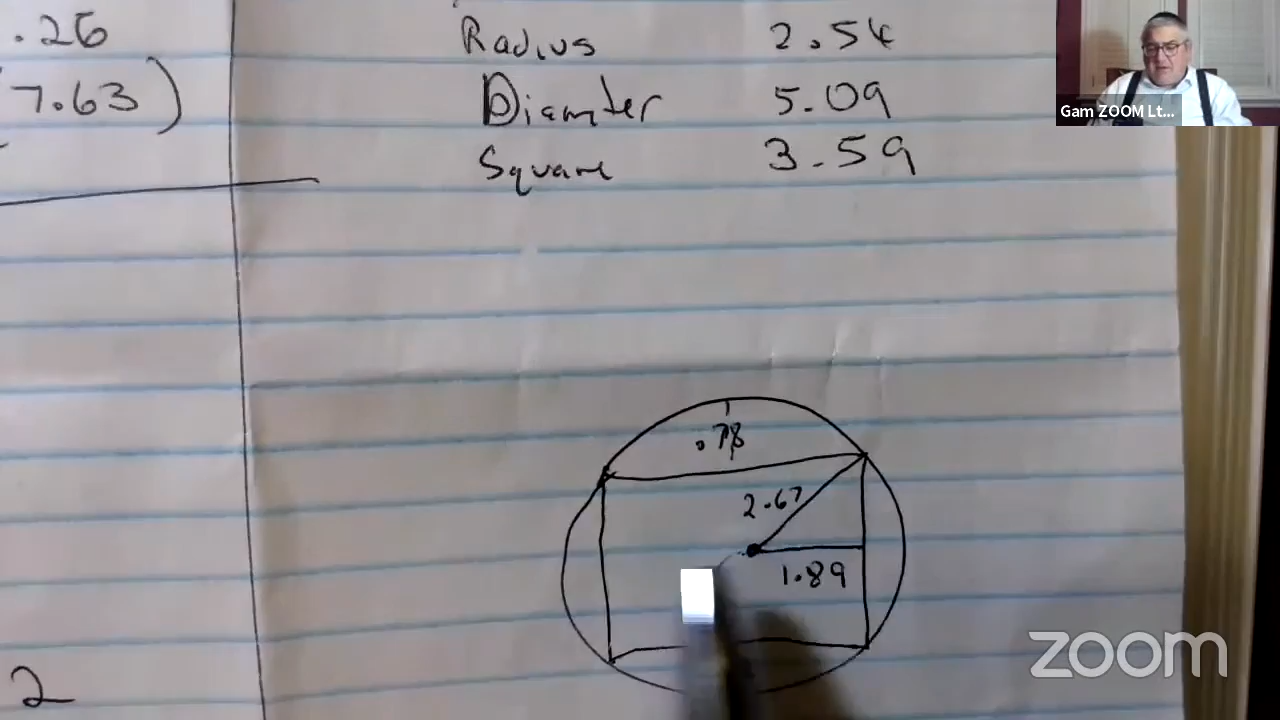 .26
7.63)
Radius 2.54
Diamter 5.09
Square 3.59
.78
2.67
1.89
2
Gam ZOOM Lt...
zoom